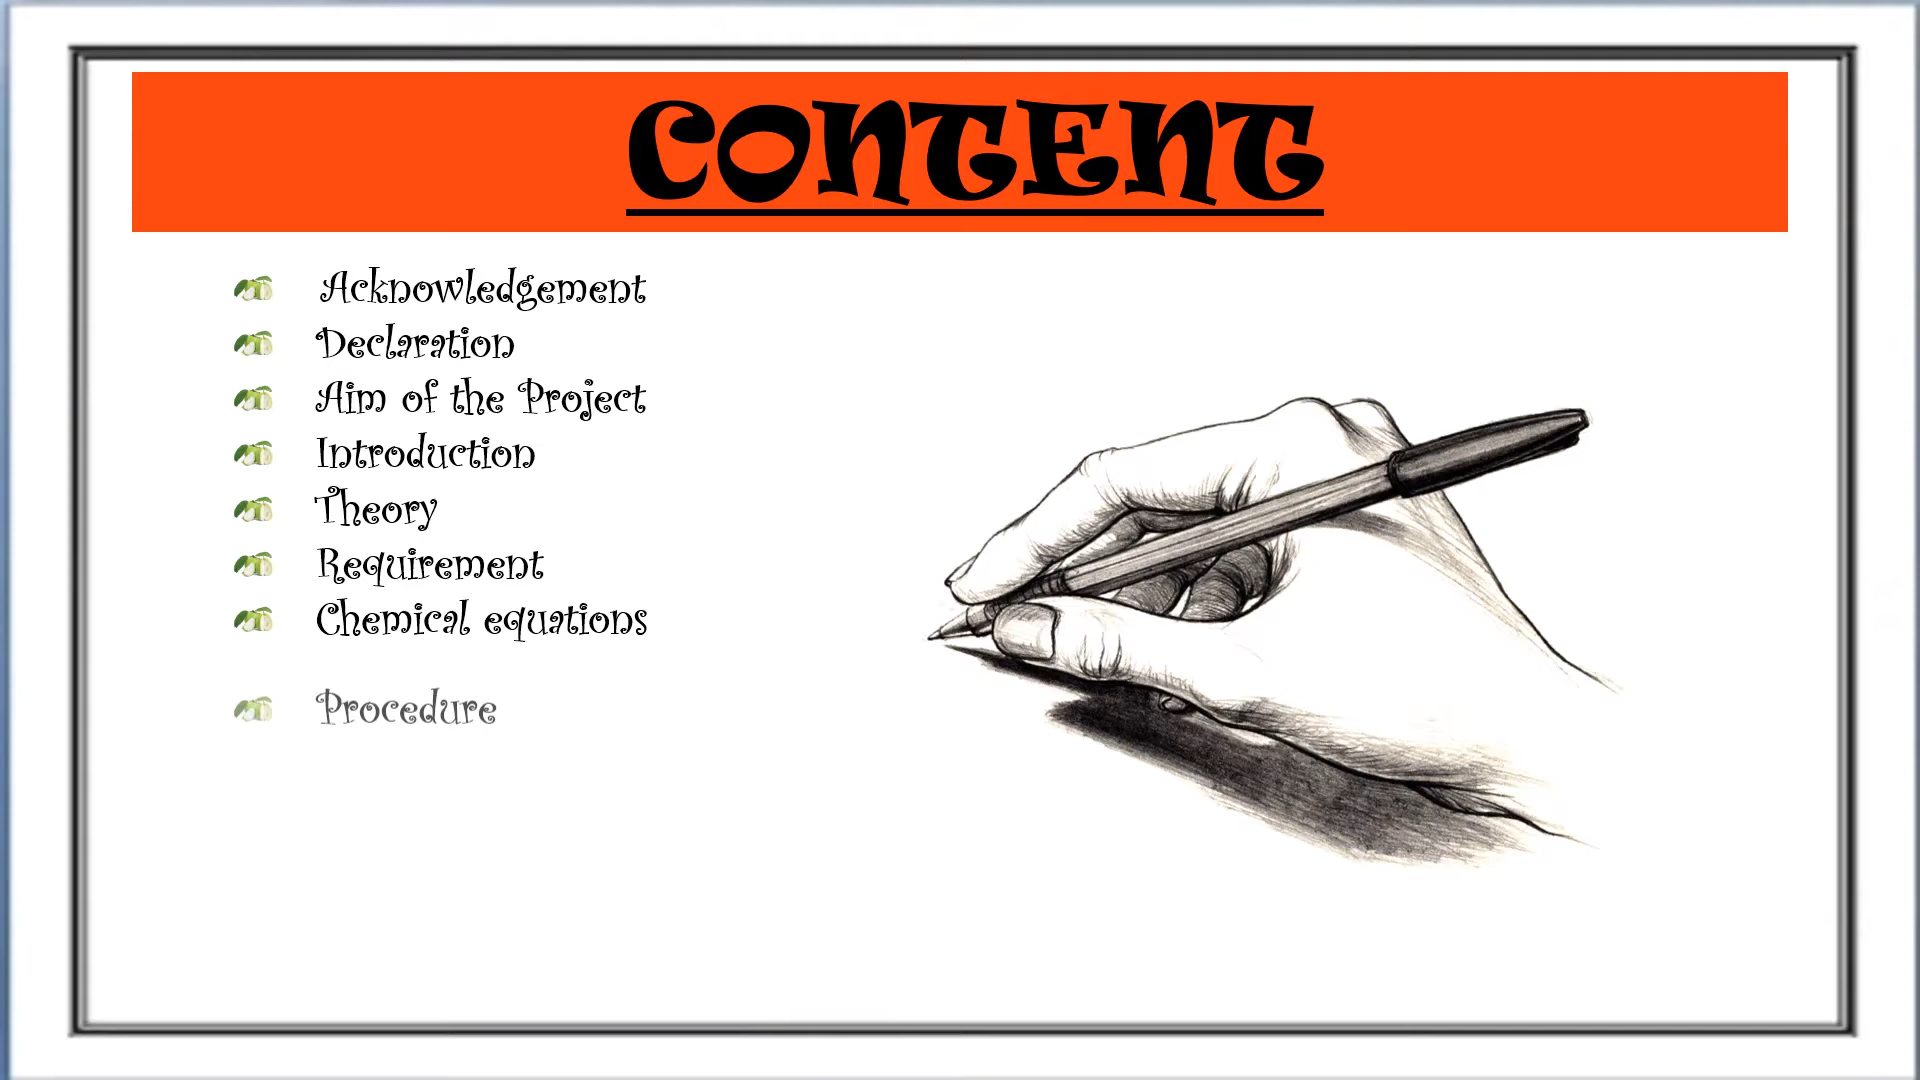 CONTENT
Acknowledgement
Declaration
Aim of the Project
Introduction
Theory
Requirement
Chemical equations
Procedure